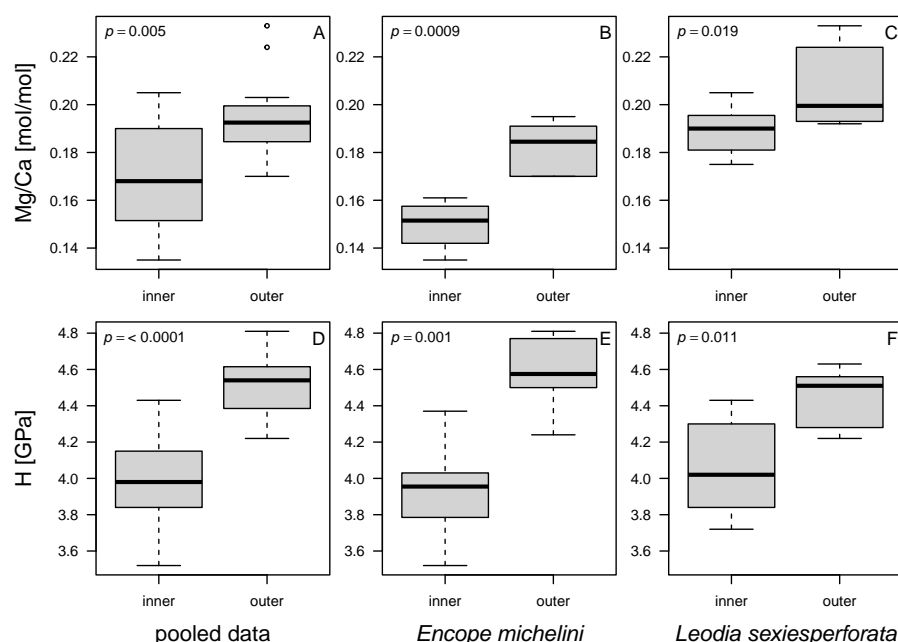 p = 0.005 A
Mg/Ca [mol/mol]
0.22
0.20
0.18
0.16
0.14
inner outer
p = 0.0009 B
0.22
0.20
0.18
0.16
0.14
inner outer
p = 0.019 C
0.22
0.20
0.18
0.16
0.14
inner outer
p = < 0.0001 D
H [GPa]
4.8
4.6
4.4
4.2
4.0
3.8
3.6
inner outer
pooled data
p = 0.001 E
4.8
4.6
4.4
4.2
4.0
3.8
3.6
inner outer
Encope michelini
p = 0.011 F
4.8
4.6
4.4
4.2
4.0
3.8
3.6
inner outer
Leodia sexiesperforata